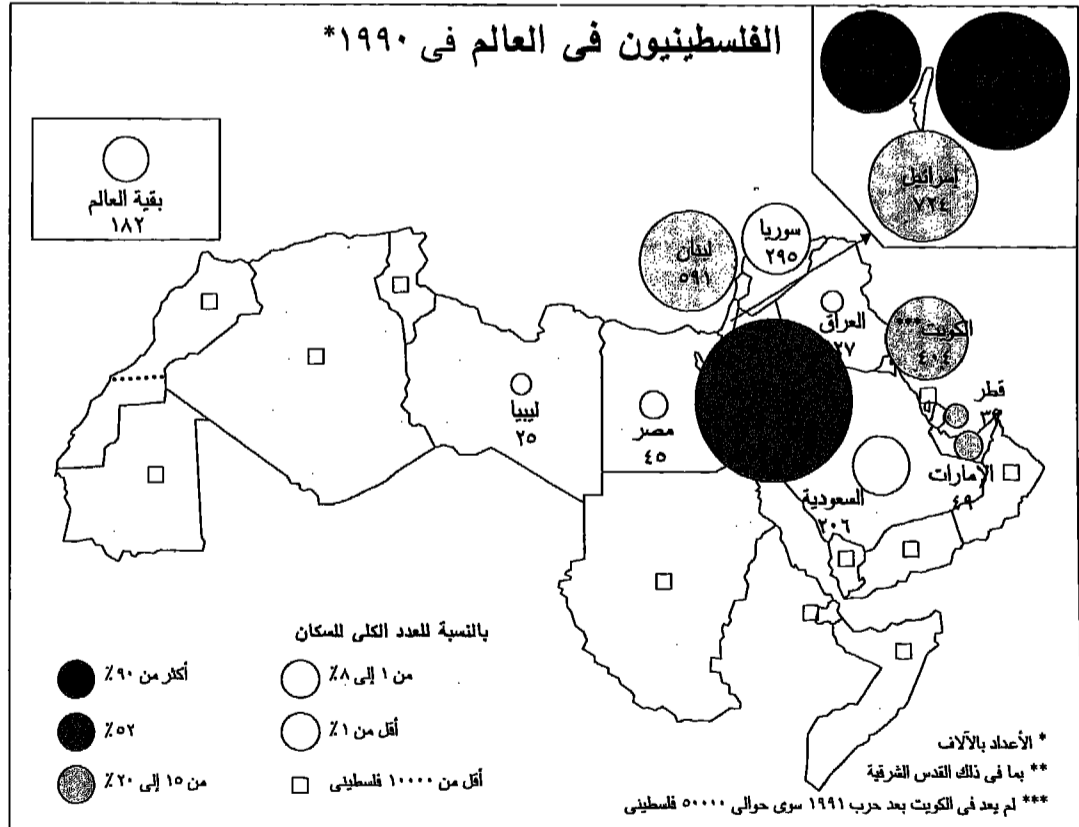 الفلسطينيون فى العالم فى ١٩٩٠*
إسرائيل
٧٢٤
بقية العالم
١٨٢
لبنان
٥٩١
سوريا
٢٩٥
العراق
٢٧
الكويت***
٤٠٤
قطر
ليبيا
٢٥
مصر
٤٥
السعودية
٢٠٦
الإمارات
٤٩
بالنسبة للعدد الكلى للسكان
أكثر من ٩٠٪
٥٢٪
من ١٥ إلى ٢٠٪
من ١ إلى ٨٪
أقل من ١٪
أقل من ١٠٠٠٠ فلسطينى
* الأعداد بالآلاف
** بما فى ذلك القدس الشرقية
*** لم يعد فى الكويت بعد حرب ١٩٩١ سوى حوالى ٥٠٠٠٠ فلسطينى